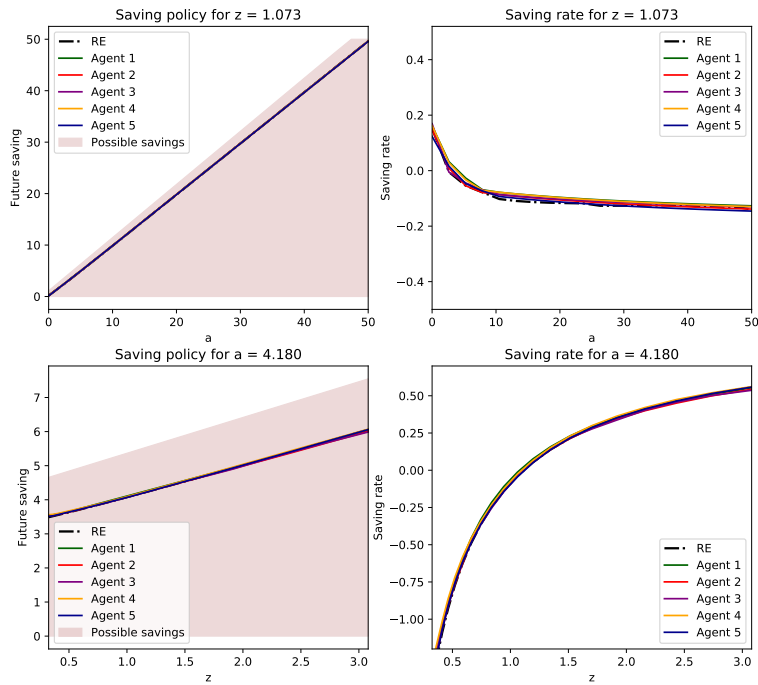 Saving policy for z = 1.073
50
40
30
20
10
0
Future saving
RE
Agent 1
Agent 2
Agent 3
Agent 4
Agent 5
Possible savings
0
10
20
30
40
50
a
Saving rate for z = 1.073
0.4
0.2
0.0
−0.2
−0.4
Saving rate
RE
Agent 1
Agent 2
Agent 3
Agent 4
Agent 5
0
10
20
30
40
50
a
Saving policy for a = 4.180
7
6
5
4
3
2
1
0
Future saving
RE
Agent 1
Agent 2
Agent 3
Agent 4
Agent 5
Possible savings
0.5
1.0
1.5
2.0
2.5
3.0
z
Saving rate for a = 4.180
0.50
0.25
0.00
−0.25
−0.50
−0.75
−1.00
Saving rate
RE
Agent 1
Agent 2
Agent 3
Agent 4
Agent 5
0.5
1.0
1.5
2.0
2.5
3.0
z